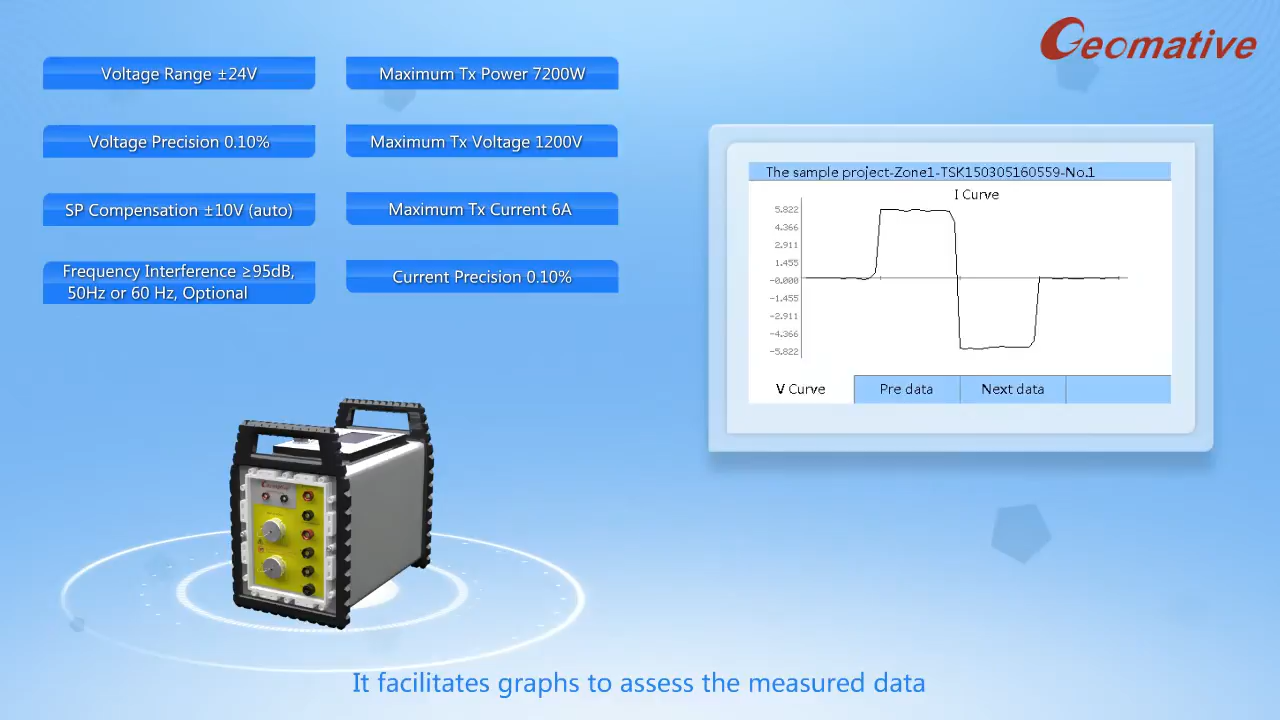 Geomative
Voltage Range ±24V
Maximum Tx Power 7200W
Voltage Precision 0.10%
Maximum Tx Voltage 1200V
SP Compensation ±10V (auto)
Maximum Tx Current 6A
Frequency Interference ≥95dB,
50Hz or 60 Hz, Optional
Current Precision 0.10%
The sample project-Zone1-TSK150305160559-No.1
I Curve
5.822
4.366
2.911
1.455
-0.000
-1.455
-2.911
-4.366
-5.822
V Curve
Pre data
Next data
Geomative
It facilitates graphs to assess the measured data